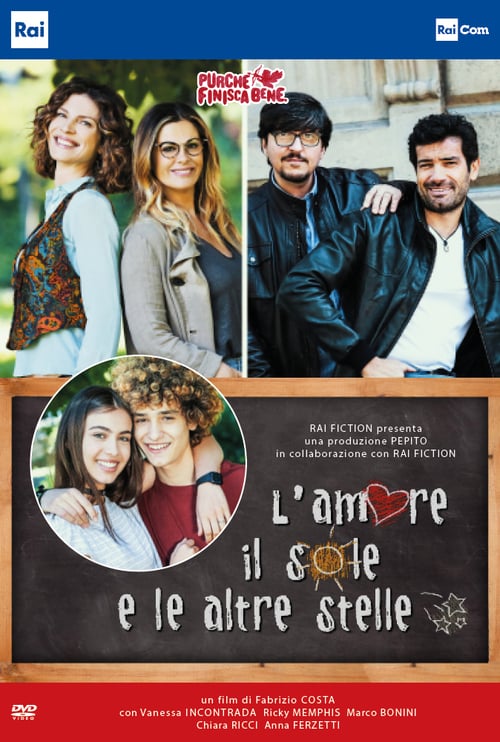 Rai
Rai Com
PURCHÉ
FINISCA BENE.
RAI FICTION presenta
una produzione PEPITO
in collaborazione con RAI FICTION
L'amore
il sole
e le altre stelle
DVD
VIDEO
un film di Fabrizio COSTA
con Vanessa INCONTRADA Ricky MEMPHIS Marco BONINI
Chiara RICCI Anna FERZETTI